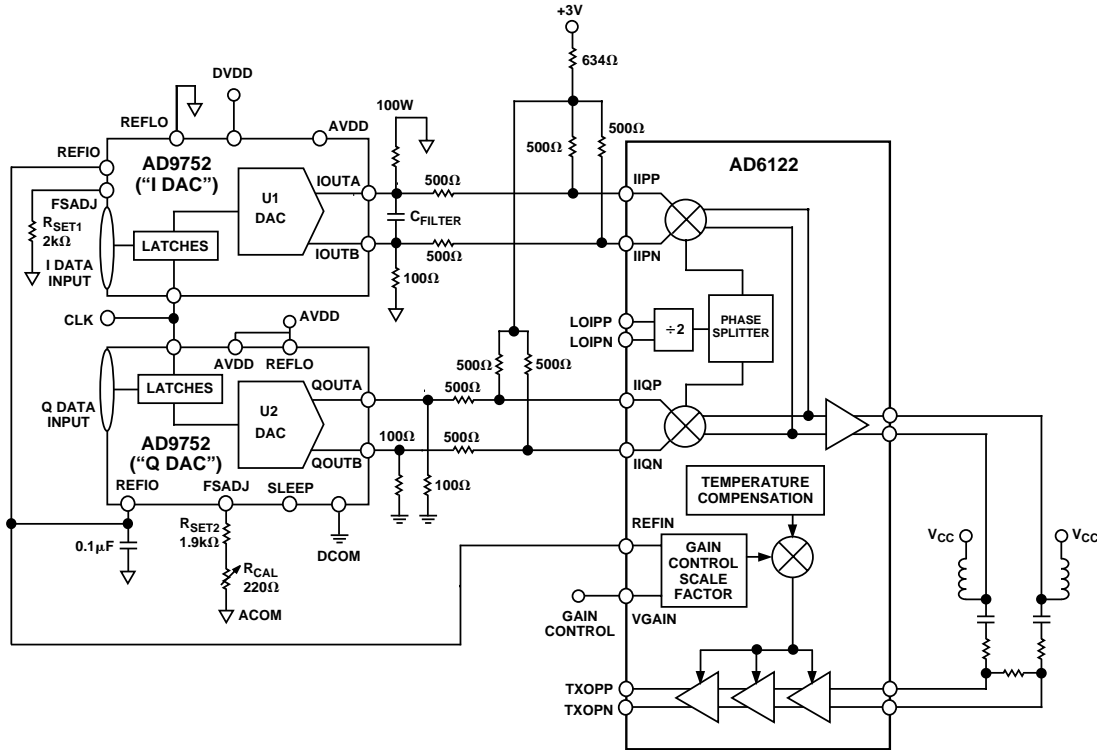 +3V
634Ω
DVDD
100W
REFLO
AVDD
500Ω
500Ω
REFIO
AD9752
("I DAC")
AD6122
FSADJ
U1
DAC
IOUTA
500Ω
IIPP
RSET1
2kΩ
CFILTER
LATCHES
IOUTB
500Ω
IIPN
I DATA
INPUT
100Ω
CLK
LOIPP
LOIPN
÷2
PHASE
SPLITTER
AVDD
AVDD
REFLO
500Ω
500Ω
LATCHES
QOUTA
500Ω
IIQP
Q DATA
INPUT
U2
DAC
100Ω
500Ω
QOUTB
IIQN
AD9752
("Q DAC")
100Ω
REFIO
FSADJ
SLEEP
TEMPERATURE
COMPENSATION
RSET2
1.9kΩ
REFIN
VCC
VCC
0.1μF
DCOM
GAIN
CONTROL
SCALE
FACTOR
RCAL
220Ω
ACOM
GAIN
CONTROL
VGAIN
TXOPP
TXOPN